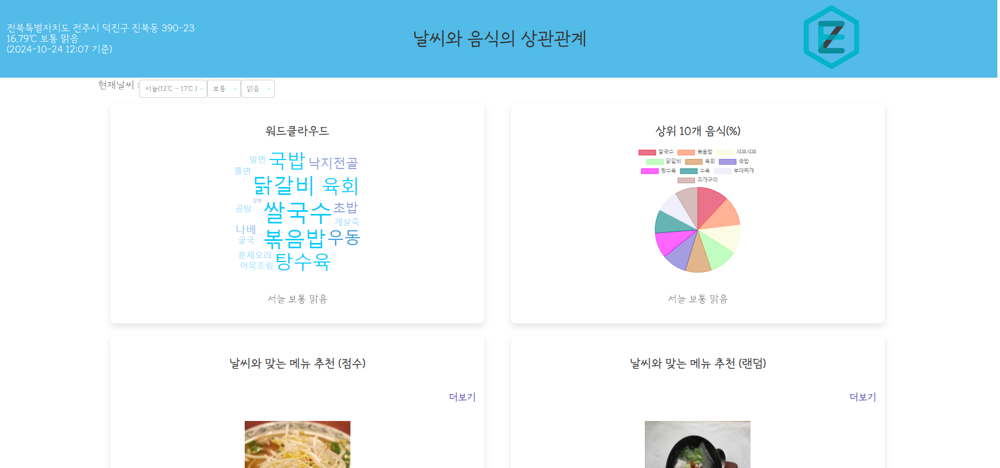 전북특별자치도 전주시 덕진구 진북동 390-23
16.79℃ 보통 맑음
(2024-10-24 12:07 기준)
날씨와 음식의 상관관계
현재날씨 : 서늘(12℃ ~ 17℃ ) 보통 맑음
워드클라우드
밀면 국밥 낙지전골
쫄면
닭갈비 육회
잡채
곰탕 쌀국수 초밥
게살죽
나베 볶음밥 우동
굴국
훈제오리 탕수육
어묵조림
서늘 보통 맑음
상위 10개 음식(%)
쌀국수 볶음밥 샤브샤브
닭갈비 육회 국밥
탕수육 수육 부대찌개
조개구이
서늘 보통 맑음
날씨와 맞는 메뉴 추천 (점수)
더보기
날씨와 맞는 메뉴 추천 (랜덤)
더보기